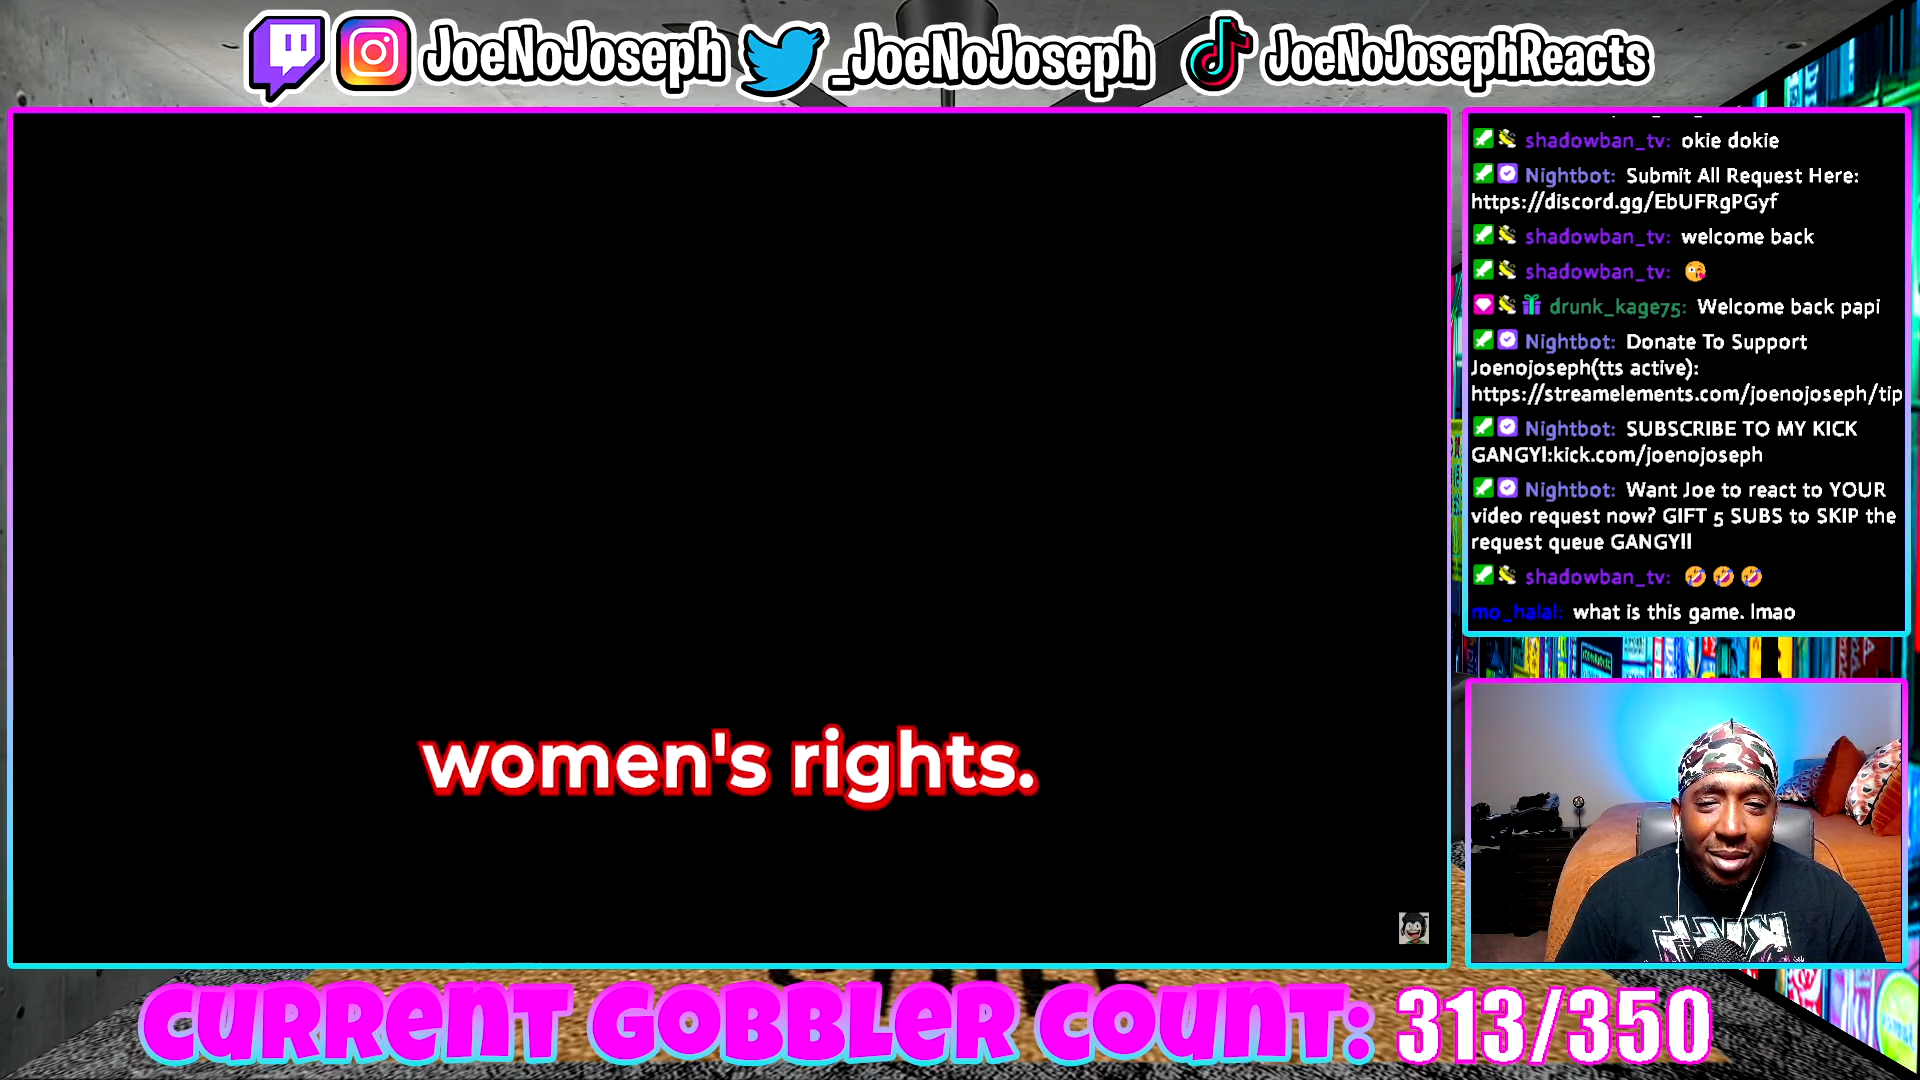 JoeNoJoseph _JoeNoJoseph JoeNoJosephReacts
shadowban_tv: okie dokie
Nightbot: Submit All Request Here:
https://discord.gg/EbUFRgPGyf
shadowban_tv: welcome back
shadowban_tv: 😘
drunk_kage75: Welcome back papi
Nightbot: Donate To Support
Joenojoseph(tts active):
https://streamelements.com/joenojoseph/tip
Nightbot: SUBSCRIBE TO MY KICK
GANGY!:kick.com/joenojoseph
Nightbot: Want Joe to react to YOUR
video request now? GIFT 5 SUBS to SKIP the
request queue GANGY!!
shadowban_tv: 🤣 🤣 🤣
mo_halal: what is this game. lmao
women's rights.
CURRENT GOBBLER COUNT: 313/350